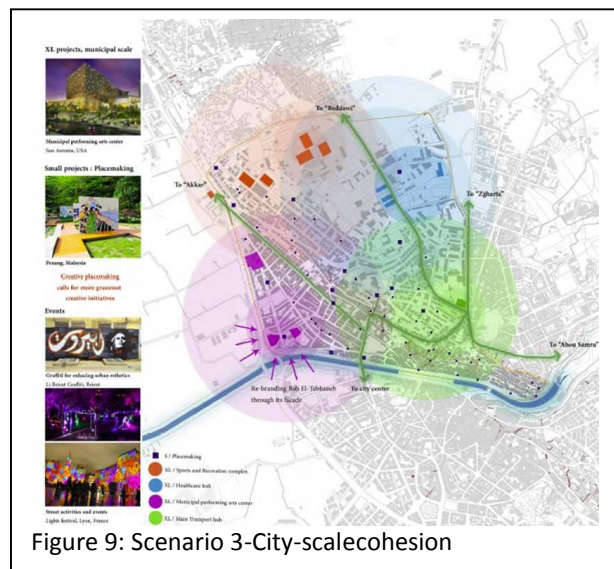 XL projects, municipal scale
Municipal performing arts center
San Antonio, USA
Small projects : Placemaking
Penang, Malaysia
Creative placemaking
calls for more grassroot
creative initiatives
Events
Graffiti for enhancing urban esthetics
Li Beirut Graffiti, Beirut
Street activities and events
Lights festival, Lyon, France
To "Beddawi"
To "Akkar"
To "Zgharta"
To "Abou Samra"
To city center
Re-branding Bab El-Tebbaneh
through its facade
S / Placemaking
XL / Sports and Recreation complex
XL / Healthcare hub
XL / Municipal performing arts center
XL / Main Transport hub
Figure 9: Scenario 3-City-scalecohesion